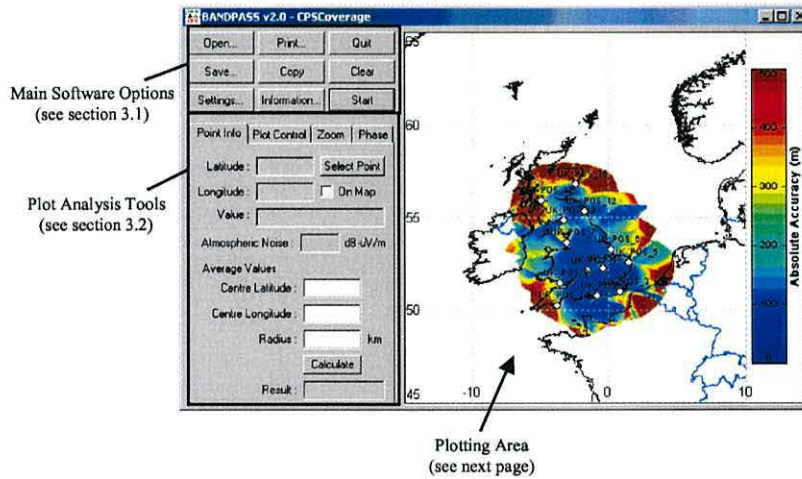 BANDPASS v2.0 - CPSCoverage
Open... Print... Quit
Save... Copy Clear
Settings... Information... Start
Main Software Options
(see section 3.1)
Point Info Plot Control Zoom Phase
Latitude : Select Point
Longitude : On Map
Value :
Plot Analysis Tools
(see section 3.2)
Atmospheric Noise : dB-uV/m
Average Values
Centre Latitude :
Centre Longitude :
Radius : km
Calculate
Result :
65
60
55
50
45
-10 0 10
500
400
300
200
100
0
Absolute Accuracy (m)
Plotting Area
(see next page)